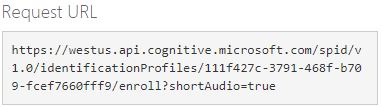 Request URL
https://westus.api.cognitive.microsoft.com/spid/v
1.0/identificationProfiles/111f427c-3791-468f-b70
9-fcef7660fff9/enroll?shortAudio=true